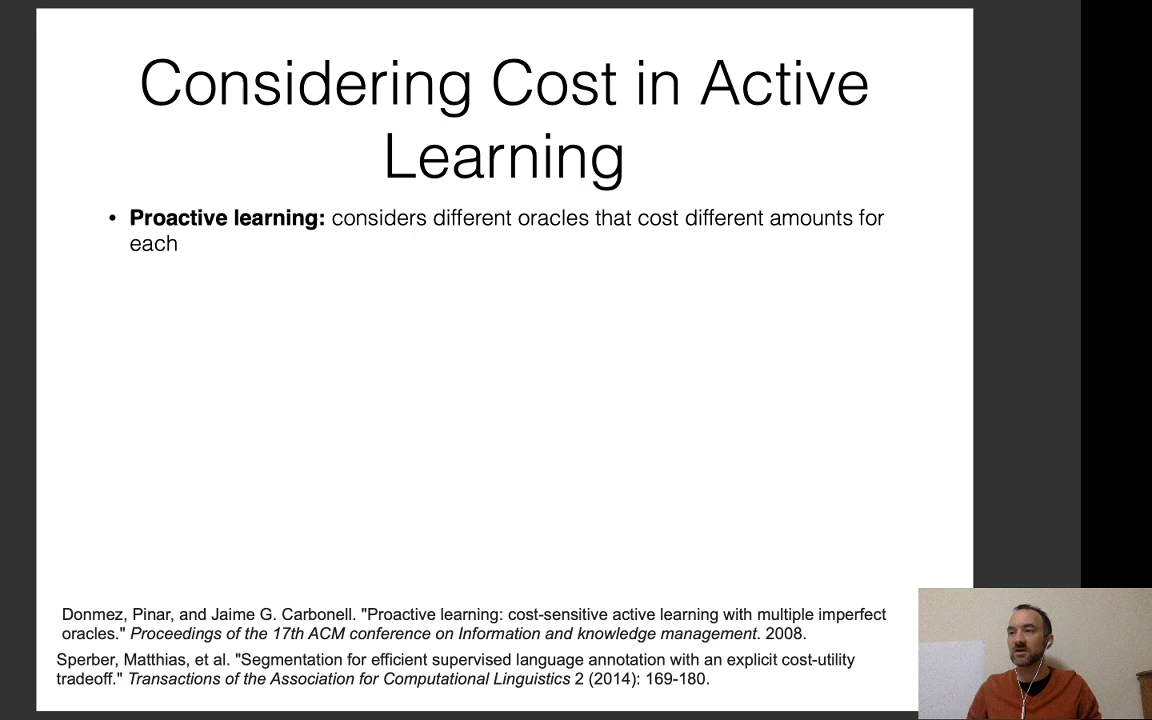 Considering Cost in Active
Learning
• Proactive learning: considers different oracles that cost different amounts for
each
Donmez, Pinar, and Jaime G. Carbonell. "Proactive learning: cost-sensitive active learning with multiple imperfect
oracles." Proceedings of the 17th ACM conference on Information and knowledge management. 2008.
Sperber, Matthias, et al. "Segmentation for efficient supervised language annotation with an explicit cost-utility
tradeoff." Transactions of the Association for Computational Linguistics 2 (2014): 169-180.